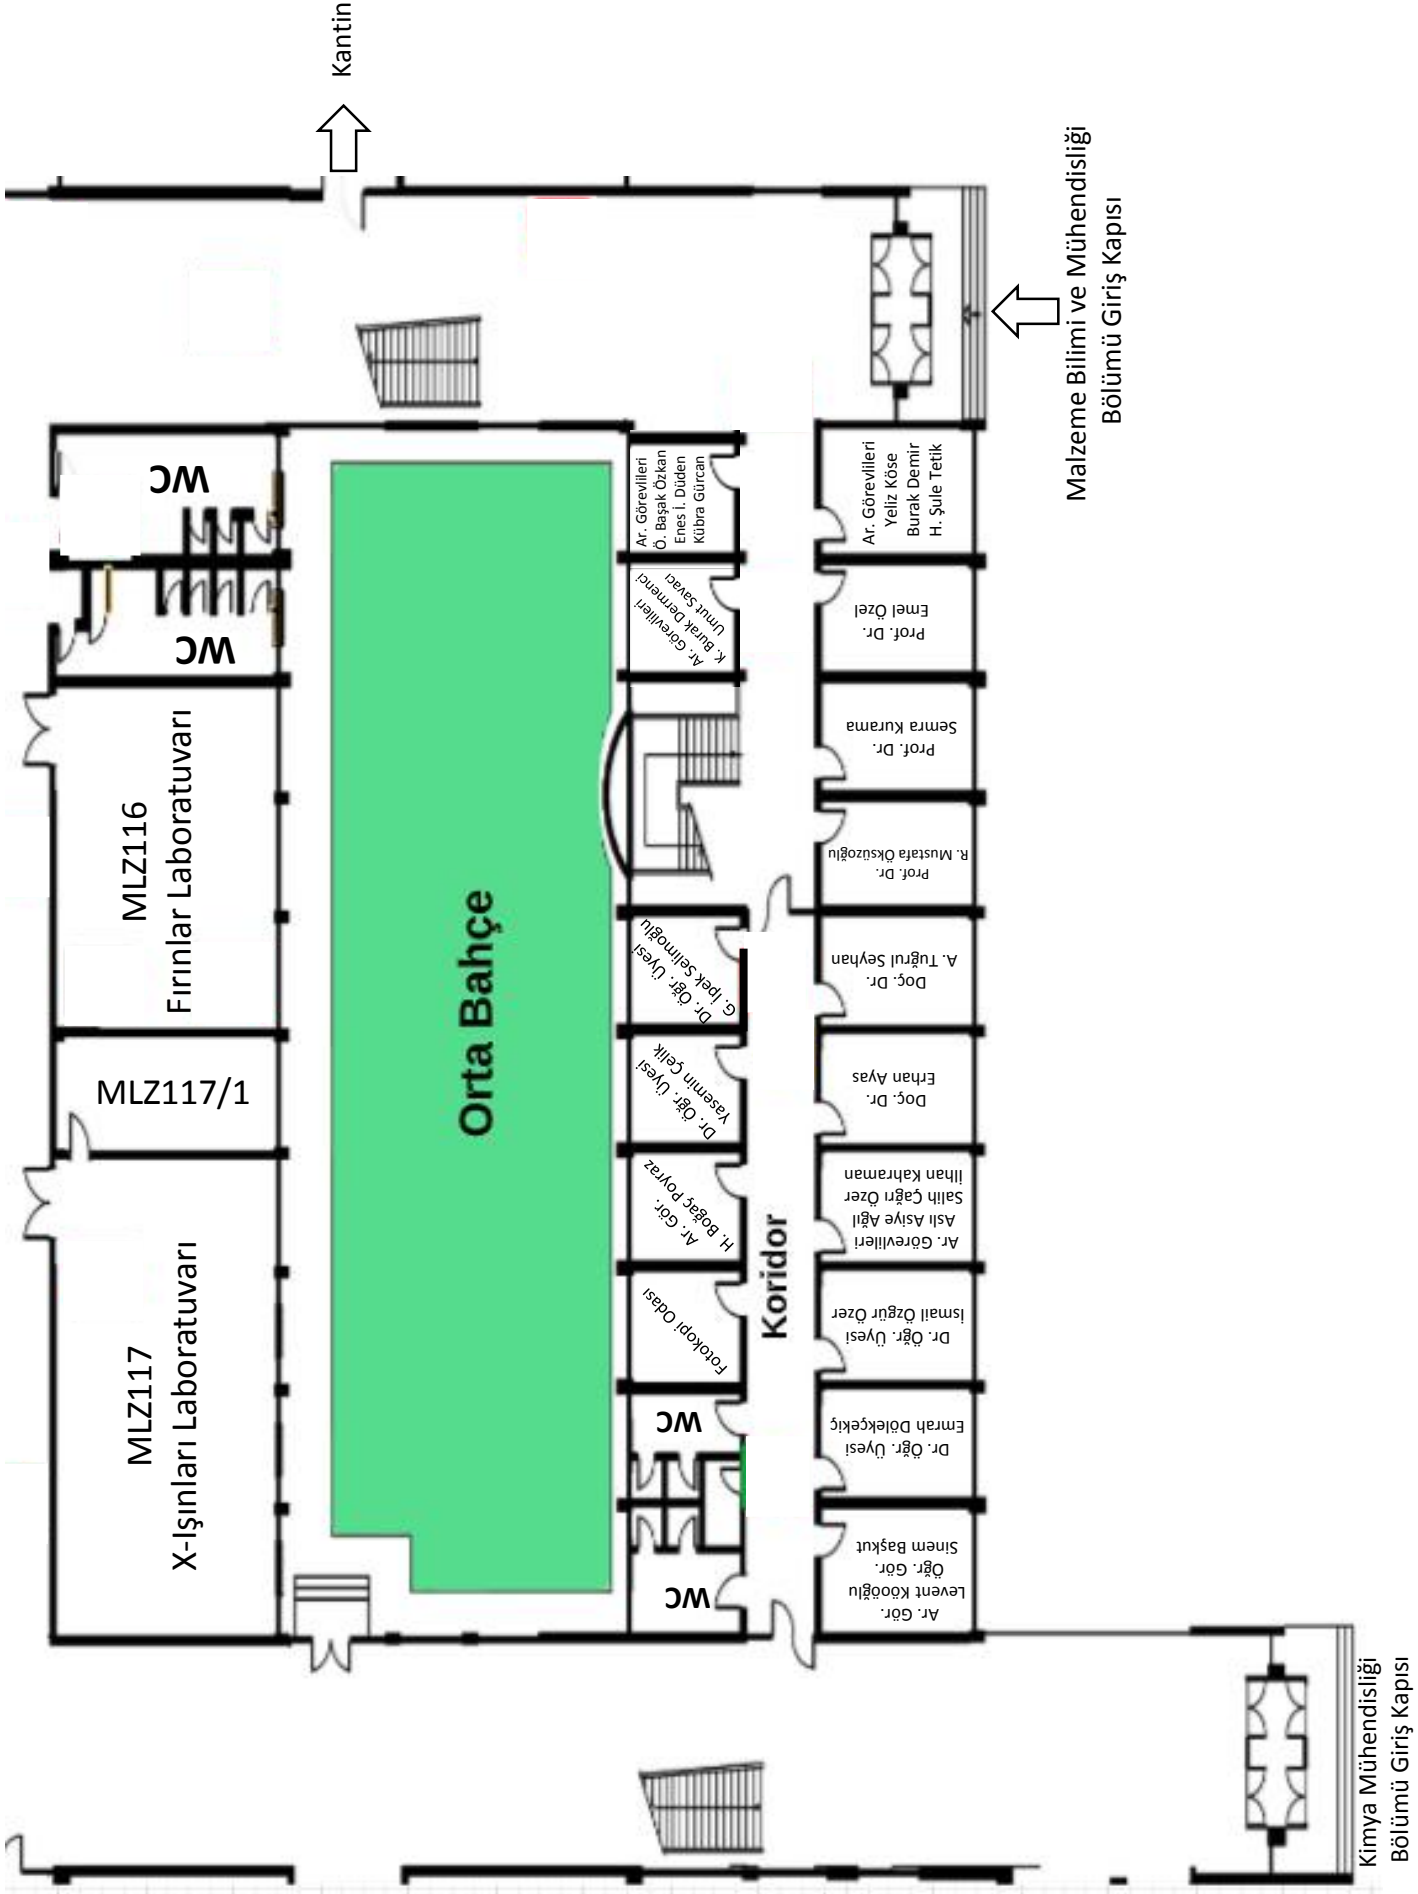 Kantin
Malzeme Bilimi ve Mühendisliği
Bölümü Giriş Kapısı
WC
WC
MLZ116
Fırınlar Laboratuvarı
MLZ117/1
MLZ117
X-Işınları Laboratuvarı
Orta Bahçe
Ar. Görevlileri
Ö. Başak Özkan
Enes İ. Düden
Kübra Gürcan
Ar. Görevlileri
K. Burak Dermenci
Umut Savacı
Dr. Öğr. Üyesi
G. İpek Selimoğlu
Dr. Öğr. Üyesi
Yasemin Çelik
Ar. Gör.
H. Boğaç Poyraz
Fotokopi Odası
WC
WC
Koridor
Ar. Görevlileri
Yeliz Köse
Burak Demir
H. Şule Tetik
Prof. Dr.
Emel Özel
Prof. Dr.
Semra Kurama
Prof. Dr.
R. Mustafa Öksüzoğlu
Doç. Dr.
A. Tuğrul Seyhan
Doç. Dr.
Erhan Ayas
Ar. Görevlileri
Aslı Asiye Ağıl
Salih Çağrı Özer
İlhan Kahraman
Dr. Öğr. Üyesi
İsmail Özgür Özer
Dr. Öğr. Üyesi
Emrah Dölekçekiç
Ar. Gör.
Levent Köroğlu
Öğr. Gör.
Sinem Başkut
Kimya Mühendisliği
Bölümü Giriş Kapısı